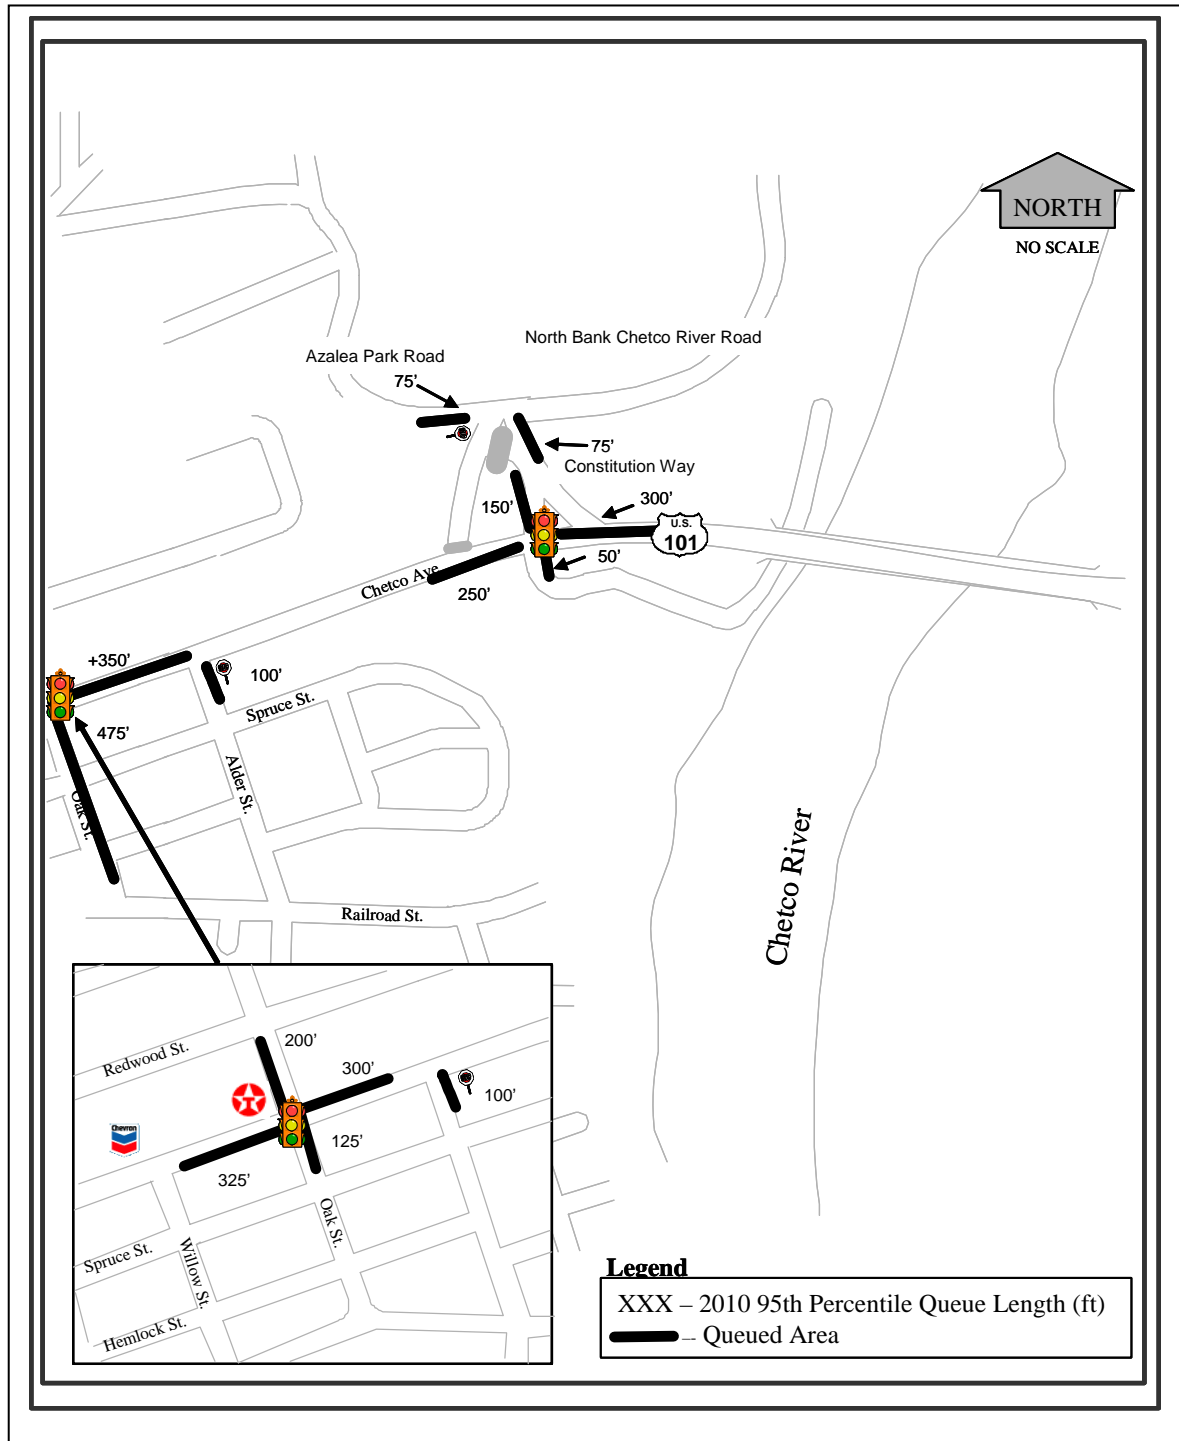 NORTH
NO SCALE
North Bank Chetco River Road
Azalea Park Road
75’
75’
Constitution Way
150’
300’
U.S.
101
50’
Chetco Ave
250’
+350’
100’
Spruce St.
475’
Alder St.
Oak St.
Railroad St.
Chetco River
200’
Redwood St.
300’
100’
Chevron
T
125’
325’
Oak St.
Spruce St.
Willow St.
Hemlock St.
Legend
XXX – 2010 95th Percentile Queue Length (ft)
-- Queued Area